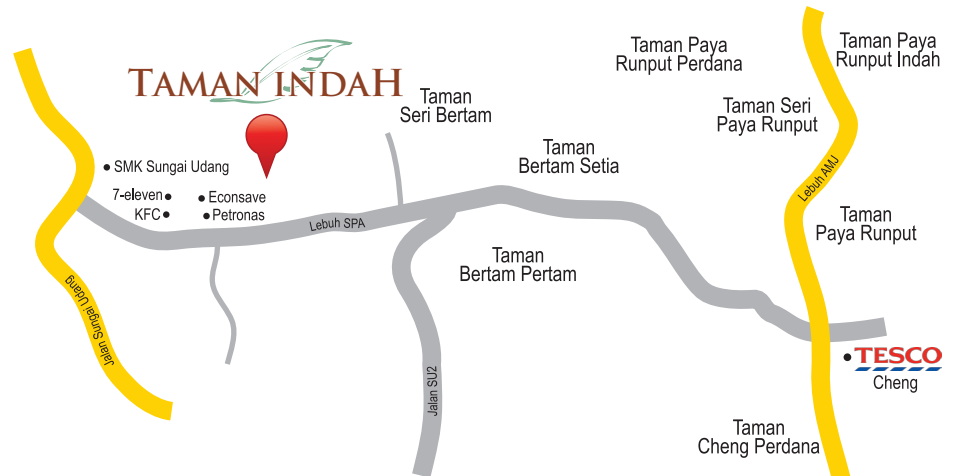 TAMAN INDAH
Taman
Seri Bertam
Taman Paya
Runput Perdana
Taman Paya
Runput Indah
Taman Seri
Paya Runput
SMK Sungai Udang
7-eleven
KFC
Econsave
Petronas
Taman
Bertam Setia
Lebuh AMJ
Taman
Paya Runput
Lebuh SPA
Taman
Bertam Pertam
Jalan Sungai Udang
Jalan SU2
TESCO
Cheng
Taman
Cheng Perdana